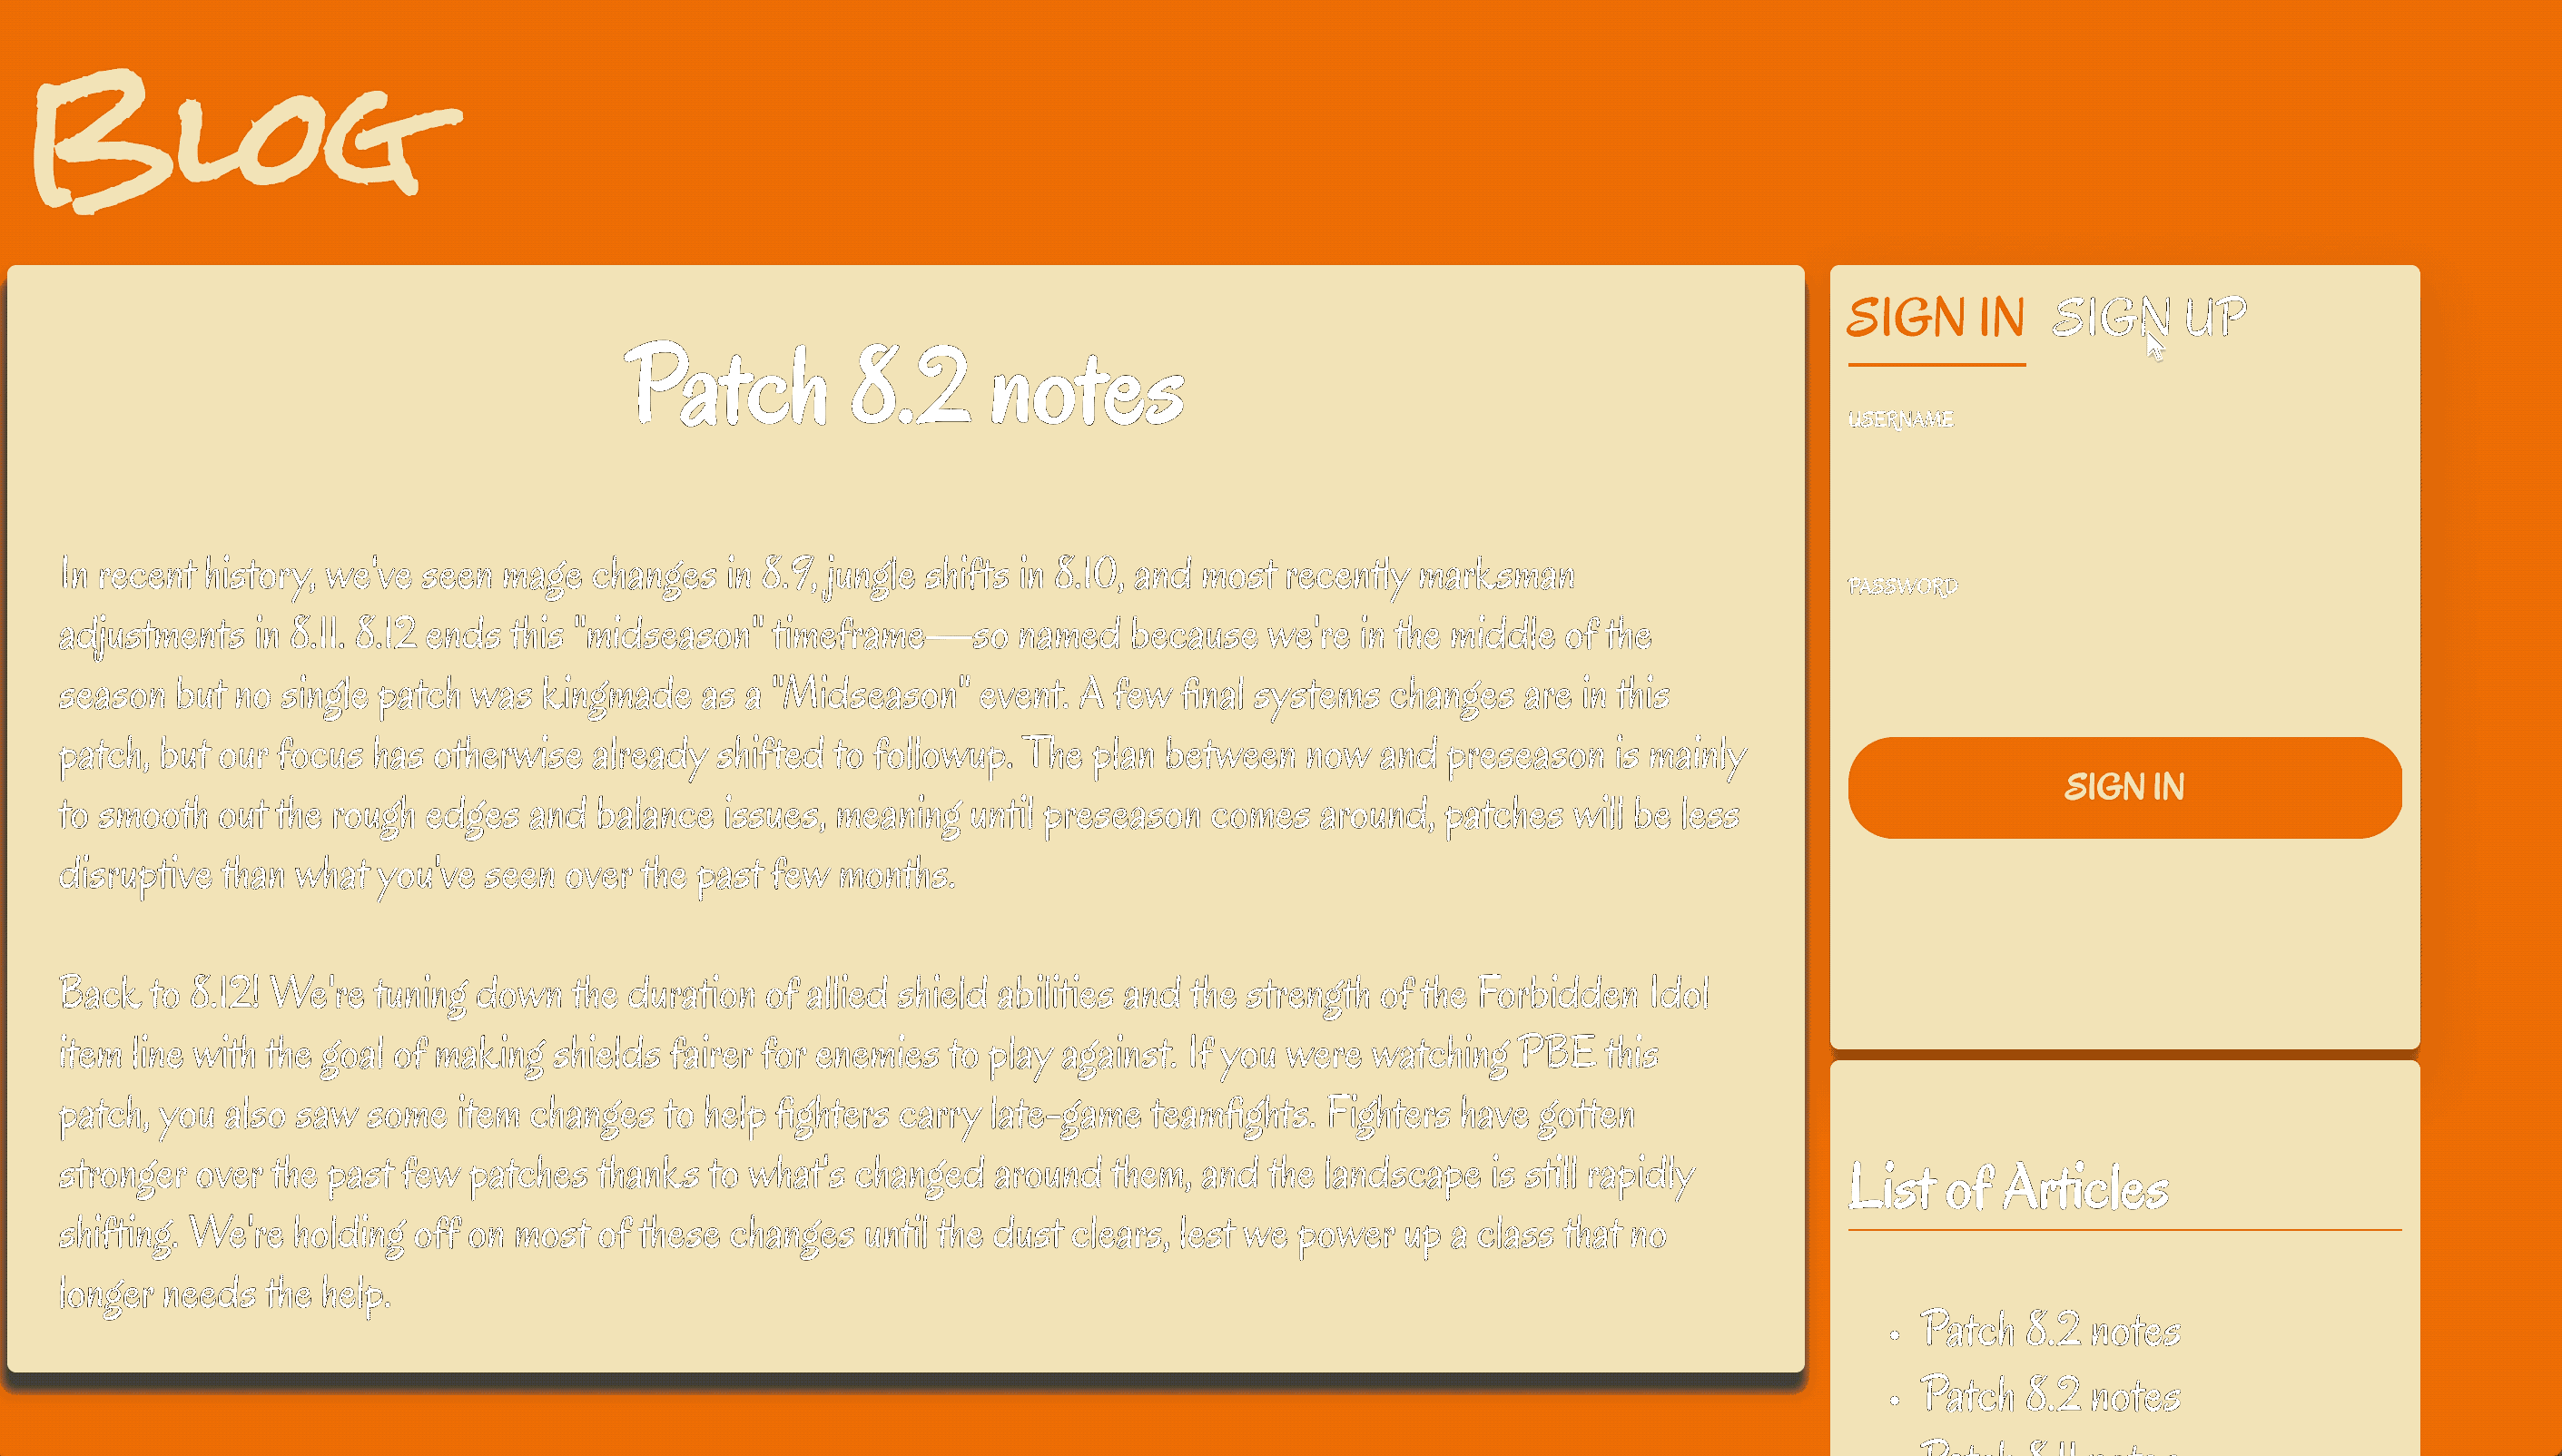 Blog
Patch 8.2 notes
In recent history, we've seen mage changes in 8.9, jungle shifts in 8.10, and most recently marksman
adjustments in 8.11. 8.12 ends this "midseason" timeframe—so named because we're in the middle of the
season but no single patch was kingmade as a "Midseason" event. A few final systems changes are in this
patch, but our focus has otherwise already shifted to followup. The plan between now and preseason is mainly
to smooth out the rough edges and balance issues, meaning until preseason comes around, patches will be less
disruptive than what you've seen over the past few months.
Back to 8.12! We're tuning down the duration of allied shield abilities and the strength of the Forbidden Idol
item line with the goal of making shields fairer for enemies to play against. If you were watching PBE this
patch, you also saw some item changes to help fighters carry late-game teamfights. Fighters have gotten
stronger over the past few patches thanks to what's changed around them, and the landscape is still rapidly
shifting. We're holding off on most of these changes until the dust clears, lest we power up a class that no
longer needs the help.
SIGN IN SIGN UP
USERNAME
PASSWORD
SIGN IN
List of Articles
• Patch 8.2 notes
• Patch 8.2 notes